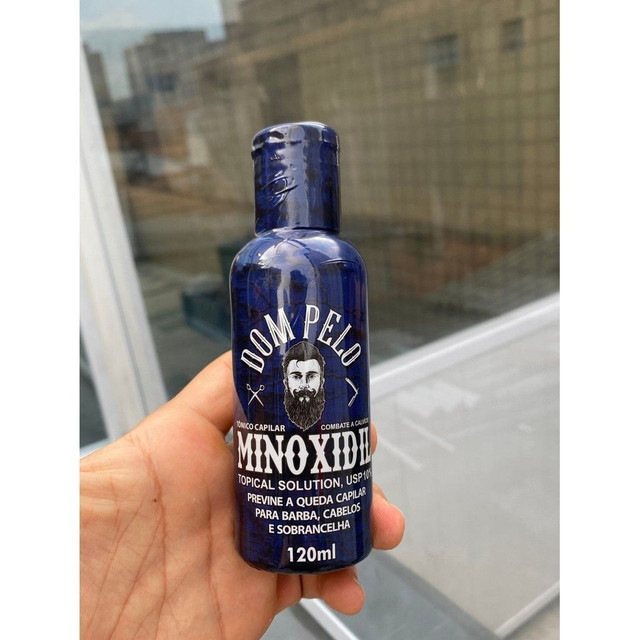 DOM PELO
TÔNICO CAPILAR COMBATE A CALVÍCIE
MINOXIDIL
TOPICAL SOLUTION, USP 10%
PREVINE A QUEDA CAPILAR
PARA BARBA, CABELOS
E SOBRANCELHA
120ml